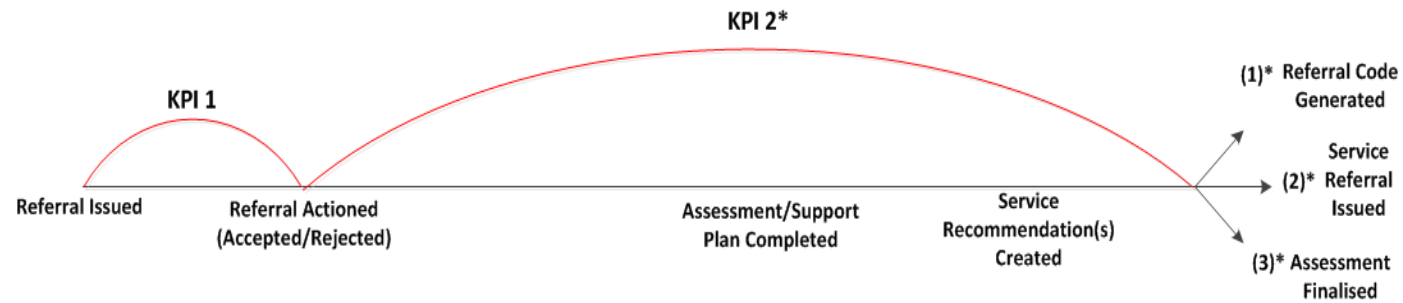 KPI 2*
KPI 1
Referral Issued
Referral Actioned
(Accepted/Rejected)
Assessment/Support
Plan Completed
Service
Recommendation(s)
Created
(1)* Referral Code
Generated
Service
(2)* Referral
Issued
(3)* Assessment
Finalised